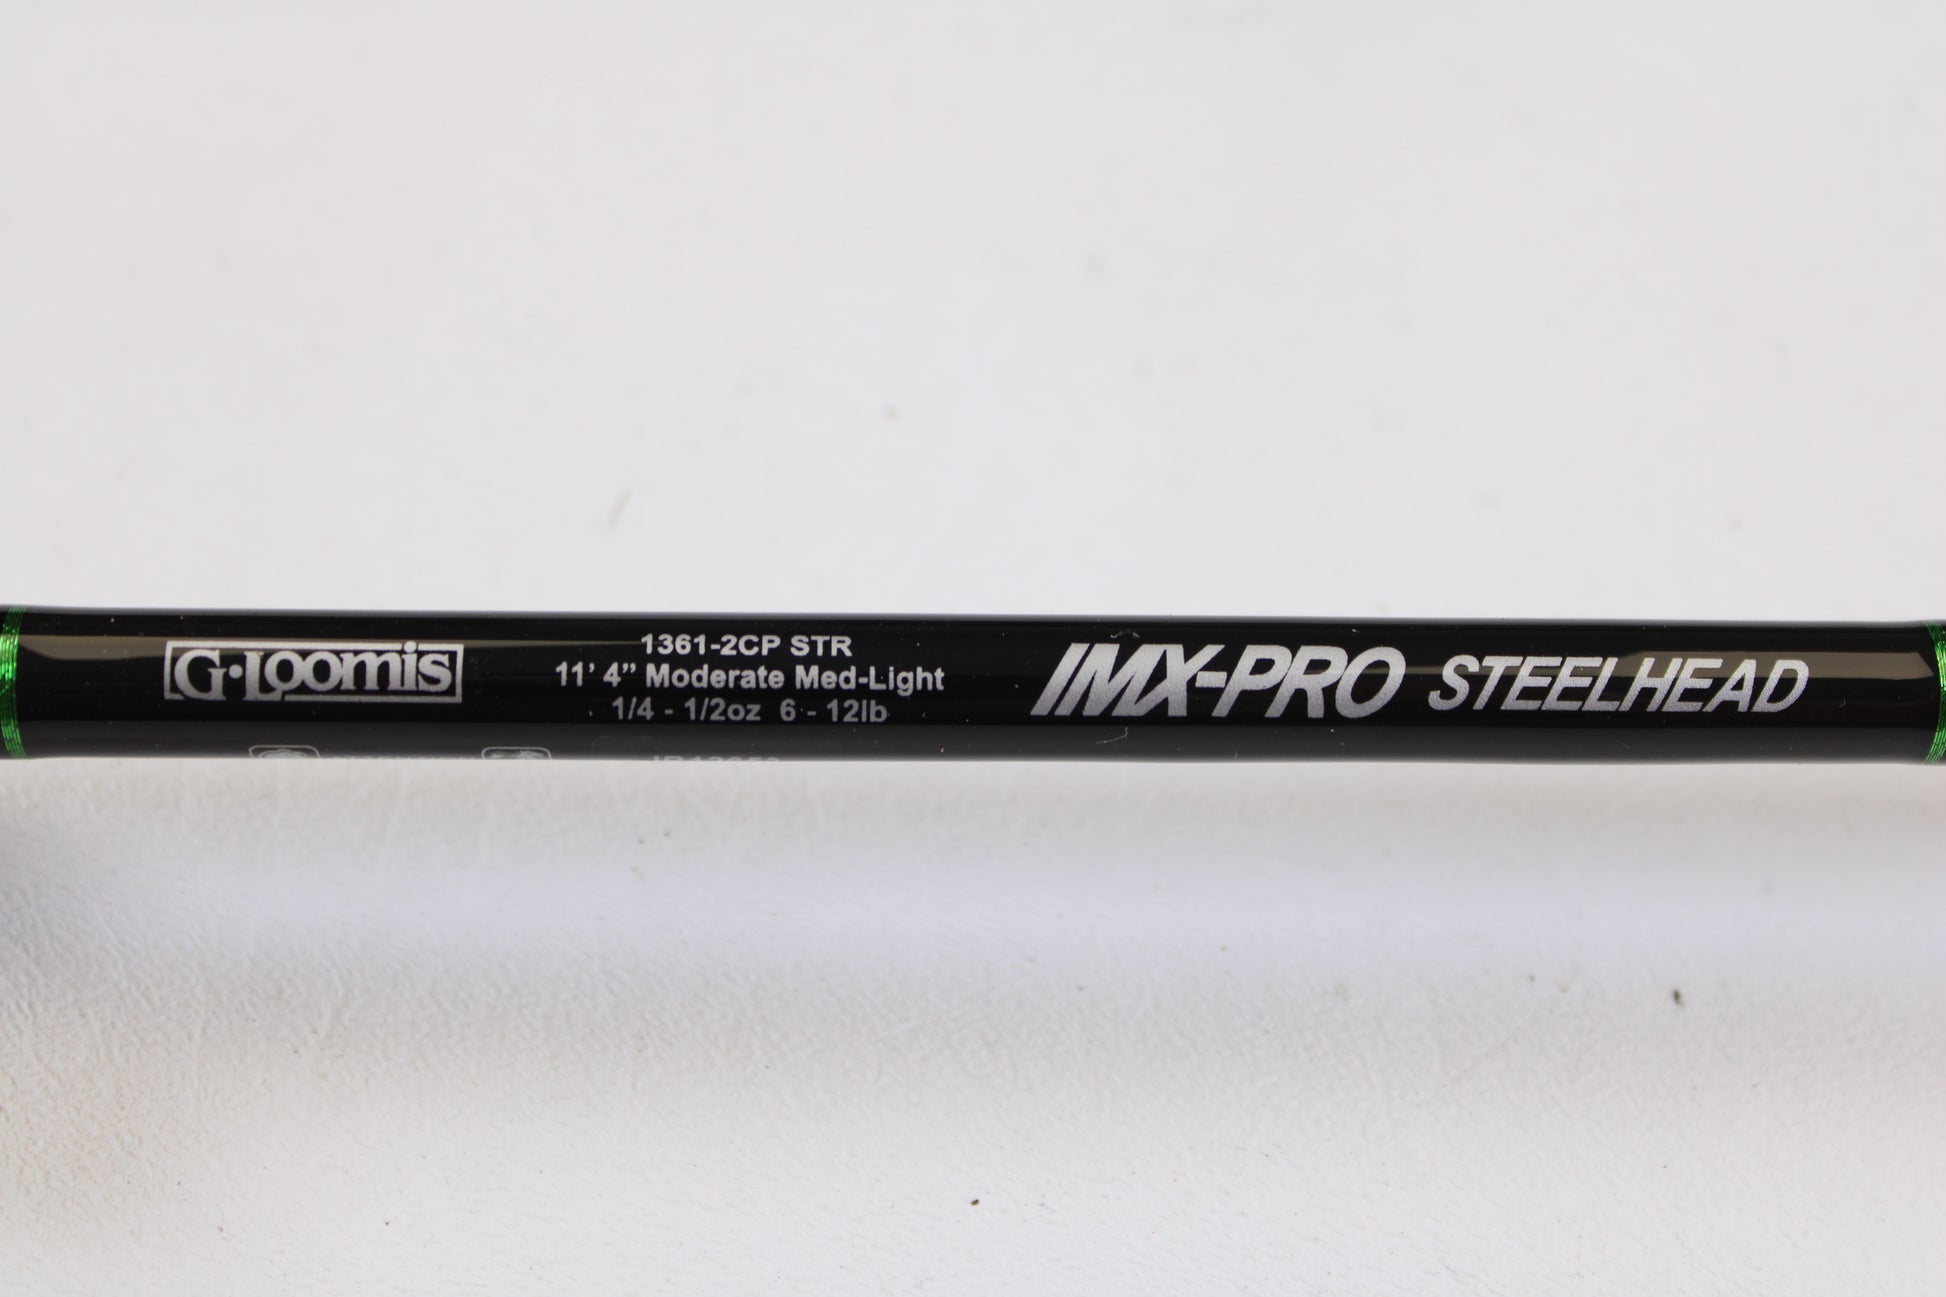 G·Loomis
1361-2CP STR
11' 4" Moderate Med-Light
1/4 - 1/2oz 6 - 12lb
IMX-PRO STEELHEAD